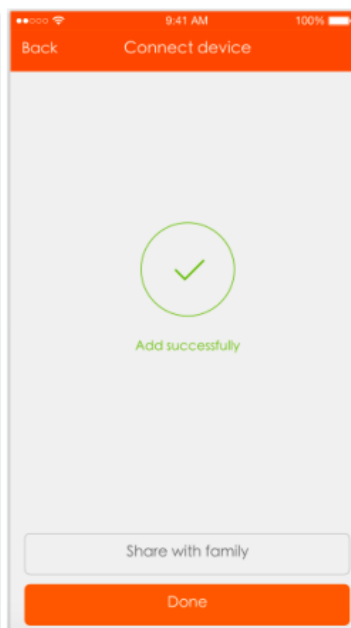 9:41 AM 100%
Back Connect device
Add successfully
Share with family
Done